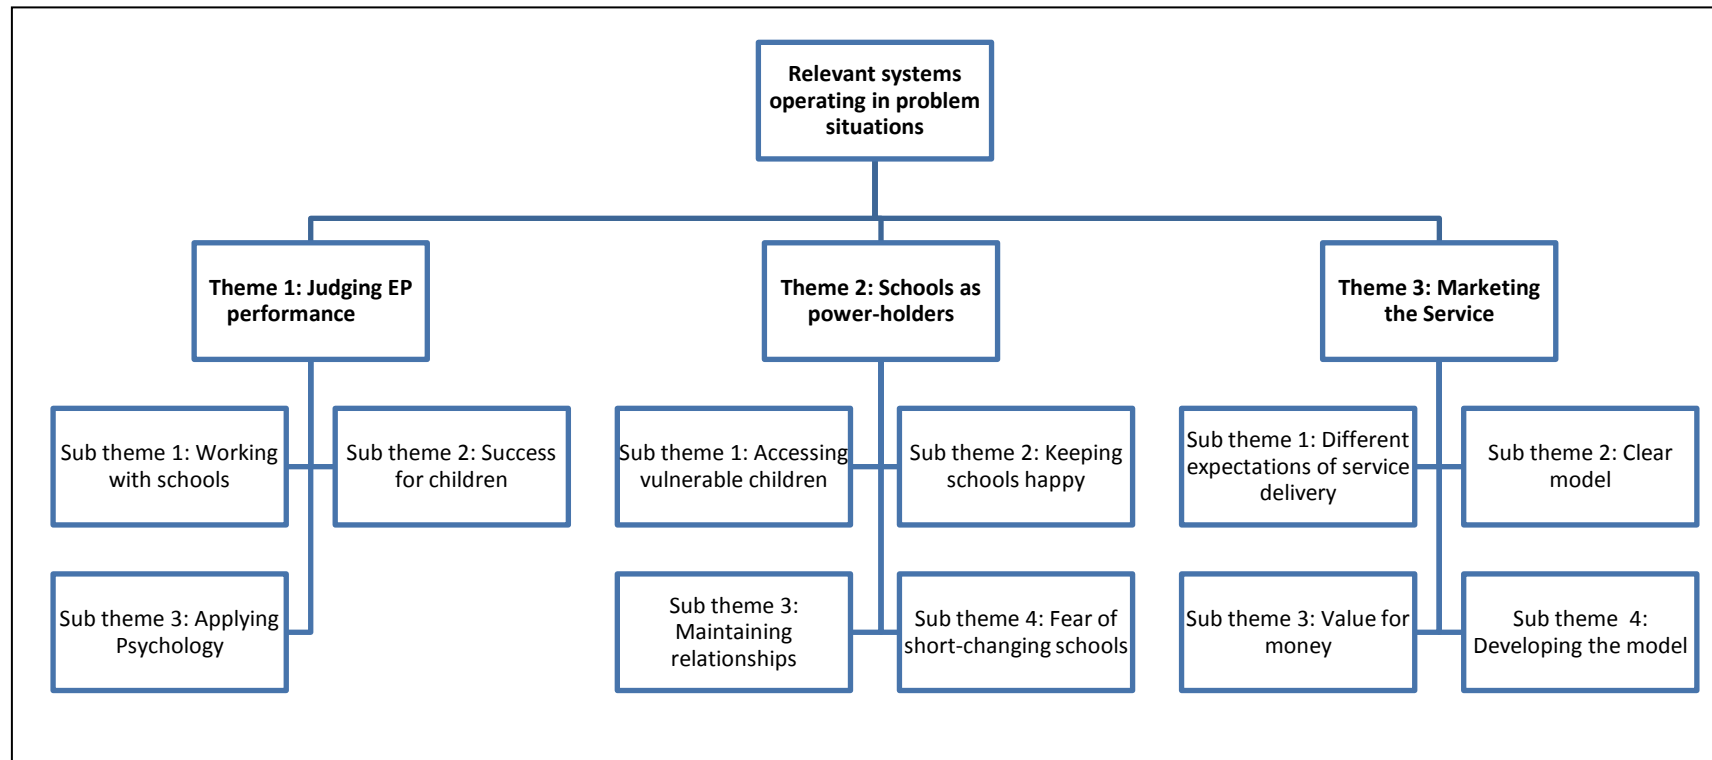 Relevant systems
operating in problem
situations
Theme 1: Judging EP
performance
Theme 2: Schools as
power-holders
Theme 3: Marketing
the Service
Sub theme 1: Working
with schools
Sub theme 2: Success
for children
Sub theme 1: Accessing
vulnerable children
Sub theme 2: Keeping
schools happy
Sub theme 1: Different
expectations of service
delivery
Sub theme 2: Clear
model
Sub theme 3: Applying
Psychology
Sub theme 3:
Maintaining
relationships
Sub theme 4: Fear of
short-changing schools
Sub theme 3: Value for
money
Sub theme  4:
Developing the model